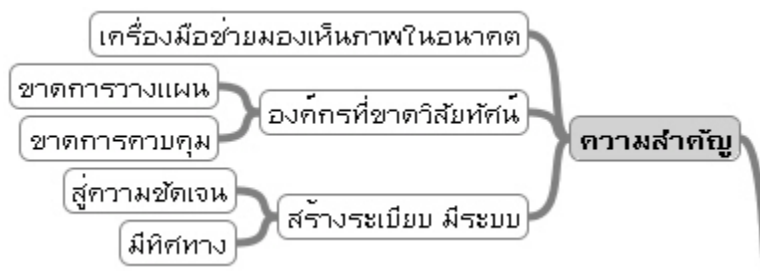 เครื่องมือช่วยมองเห็นภาพในอนาคต
ขาดการวางแผน
องค์กรที่ขาดวิสัยทัศน์
ขาดการควบคุม
ความสำคัญ
สู่ความชัดเจน
สร้างระเบียบ มีระบบ
มีทิศทาง